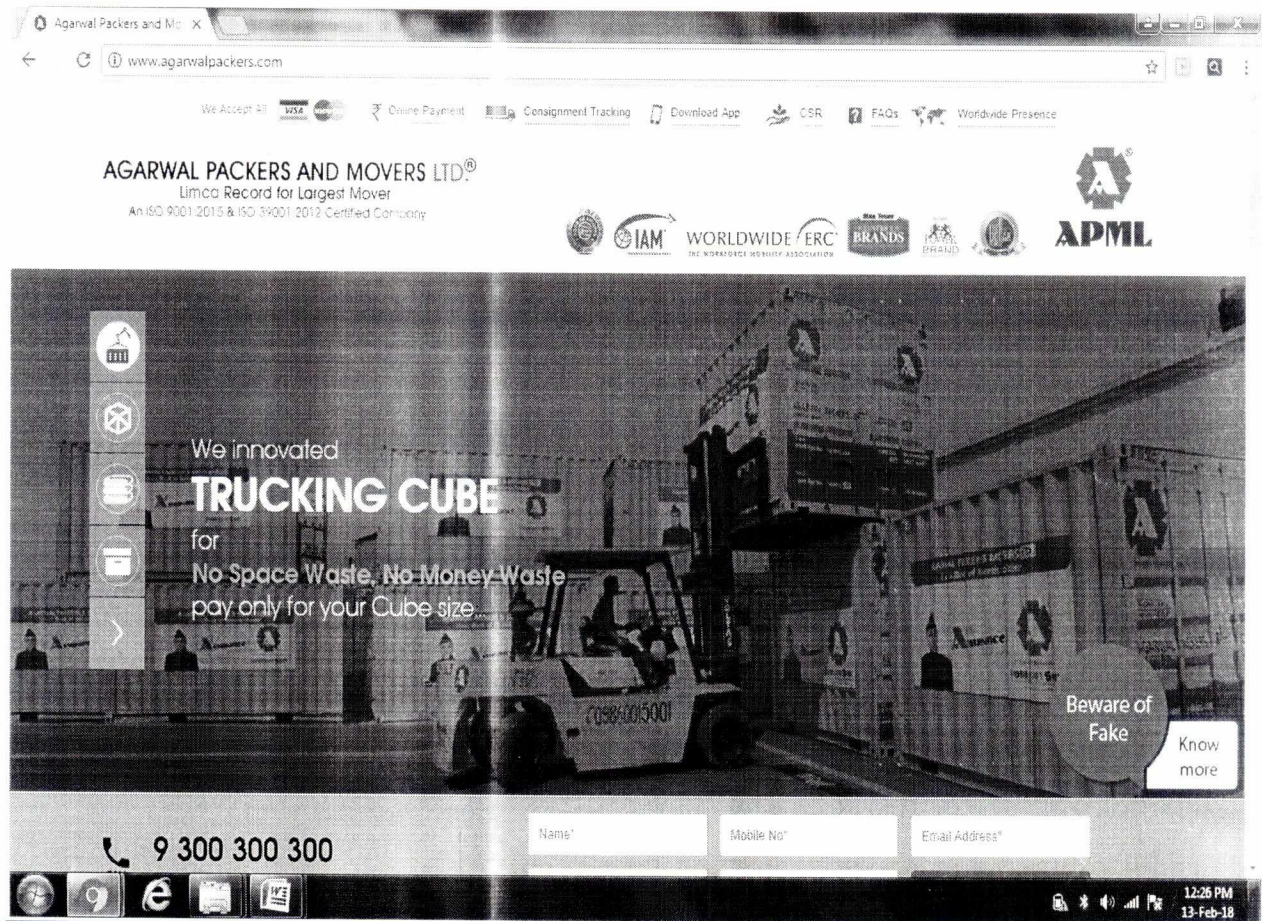 Agarwal Packers and Mo
www.agarwalpackers.com
We Accept All VISA Online Payment Consignment Tracking Download App CSR FAQs Worldwide Presence
AGARWAL PACKERS AND MOVERS LTD.®
Limca Record for Largest Mover
An ISO 9001:2015 & ISO 39001:2012 Certified Company
IAM
WORLDWIDE ERC
THE WORKFORCE MOBILITY ASSOCIATION
BRANDS
BRAND
APML
We innovated
TRUCKING CUBE
for
No Space Waste, No Money Waste
pay only for your Cube size...
Beware of
Fake
Know
more
9 300 300 300
Name*
Mobile No*
Email Address*
12:26 PM
13-Feb-18